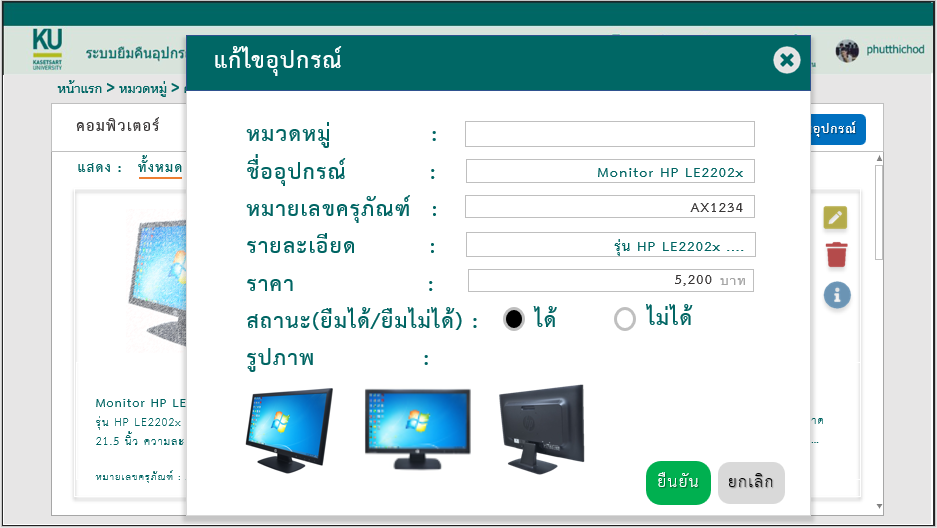 KU
KASETSART
UNIVERSITY
ระบบยืมคืนอุปกร
phutthichod
หน้าแรก > หมวดหมู่ >
แก้ไขอุปกรณ์
คอมพิวเตอร์
อุปกรณ์
แสดง : ทั้งหมด
หมวดหมู่ :
ชื่ออุปกรณ์ : Monitor HP LE2202x
หมายเลขครุภัณฑ์ : AX1234
รายละเอียด : รุ่น HP LE2202x ....
ราคา : 5,200 บาท
สถานะ(ยืมได้/ยืมไม่ได้) : ได้ ไม่ได้
รูปภาพ :
Monitor HP LE
รุ่น HP LE2202x
21.5 นิ้ว ความละ
หมายเลขครุภัณฑ์ :
ยืนยัน ยกเลิก